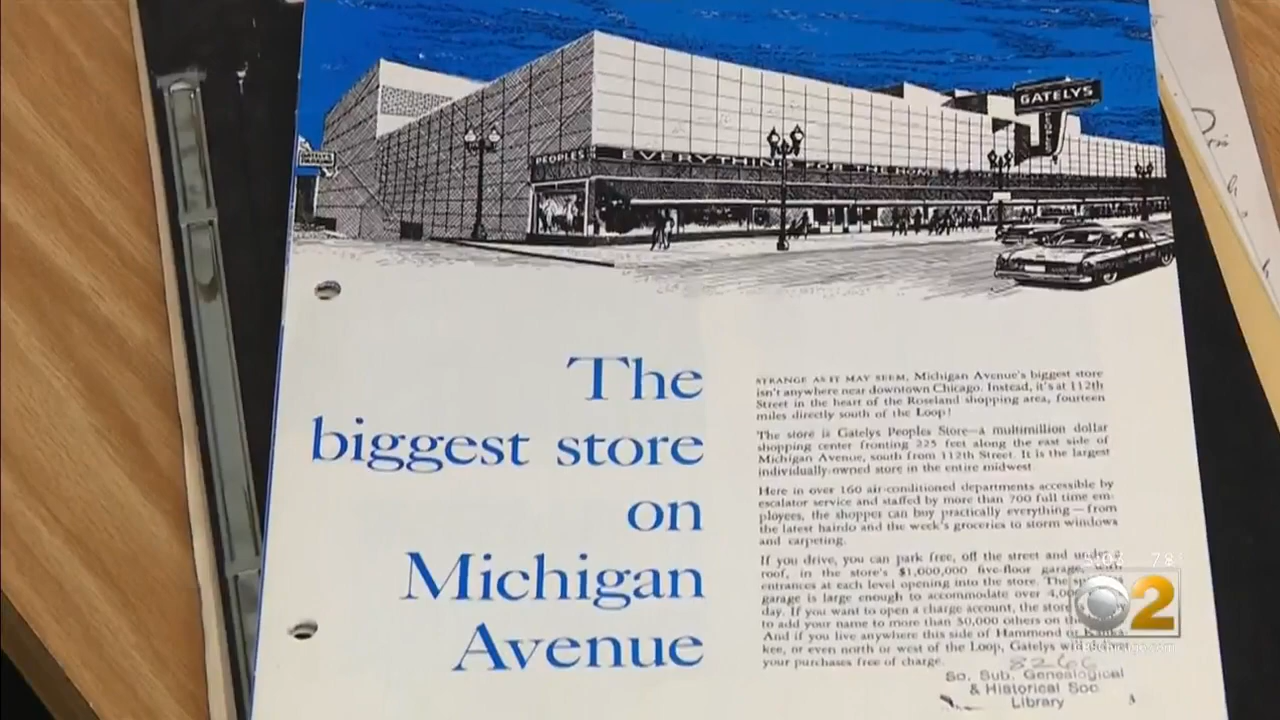 GATELYS
PEOPLES
PEOPLES EVERYTHING FOR THE HOME
The
biggest store
on
Michigan
Avenue
STRANGE AS IT MAY SEEM, Michigan Avenue's biggest store
isn't anywhere near downtown Chicago. Instead, it's at 112th
Street in the heart of the Roseland shopping area, fourteen
miles directly south of the Loop!
The store is Gatelys Peoples Store—a multimillion dollar
shopping center fronting 225 feet along the east side of
Michigan Avenue, south from 112th Street. It is the largest
individually-owned store in the entire midwest.
Here in over 160 air-conditioned departments accessible by
escalator service and staffed by more than 700 full time em-
ployees, the shopper can buy practically everything—from
the latest hairdo and the week's groceries to storm windows
and carpeting.
If you drive, you can park free, off the street and under
roof, in the store's $1,000,000 five-floor garage, with
entrances at each level opening into the store. The
garage is large enough to accommodate over
day. If you want to open a charge account, the store
to add your name to more than 50,000 others on
And if you live anywhere this side of Hammond or Kanka-
kee, or even north or west of the Loop, Gatelys will deliver
your purchases free of charge.
8266
So. Sub. Genealogical
& Historical Soc
Library
78°
2